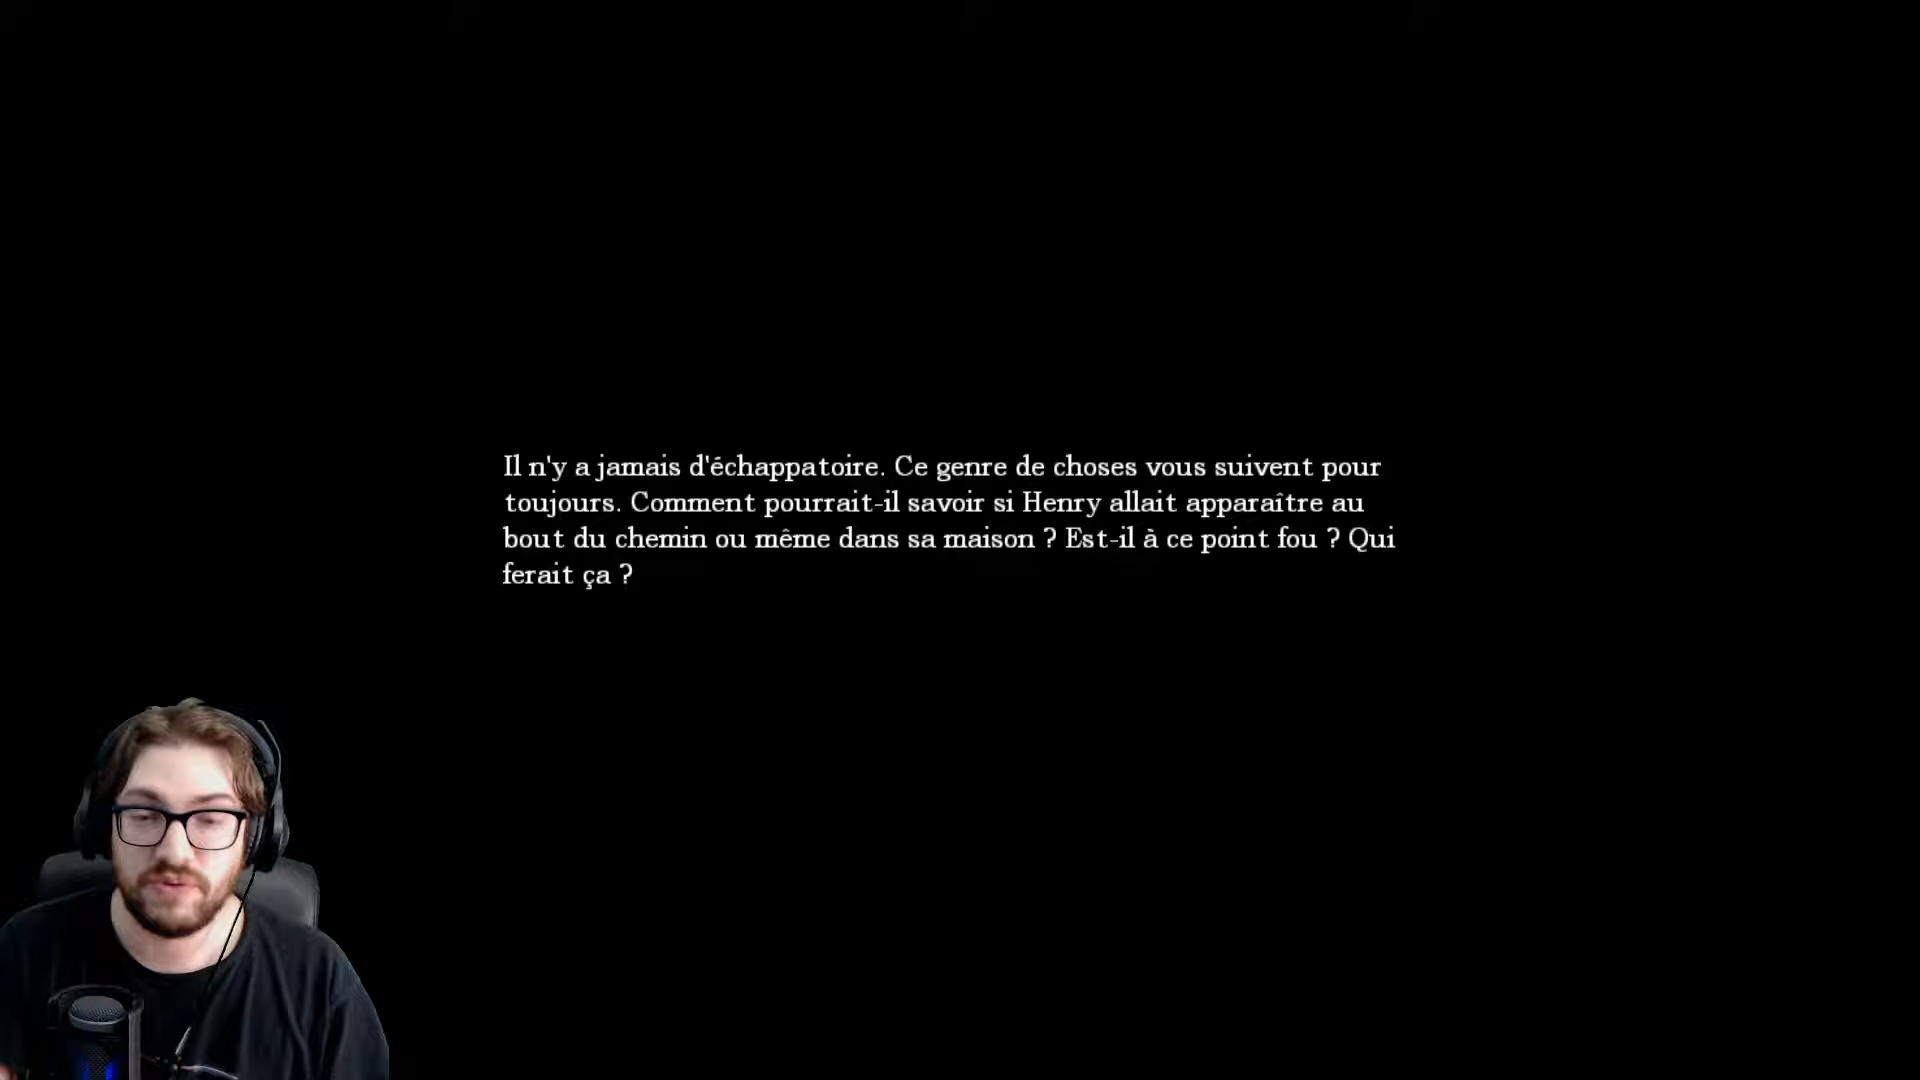 Il n'y a jamais d'échappatoire. Ce genre de choses vous suivent pour
toujours. Comment pourrait-il savoir si Henry allait apparaître au
bout du chemin ou même dans sa maison ? Est-il à ce point fou ? Qui
ferait ça ?